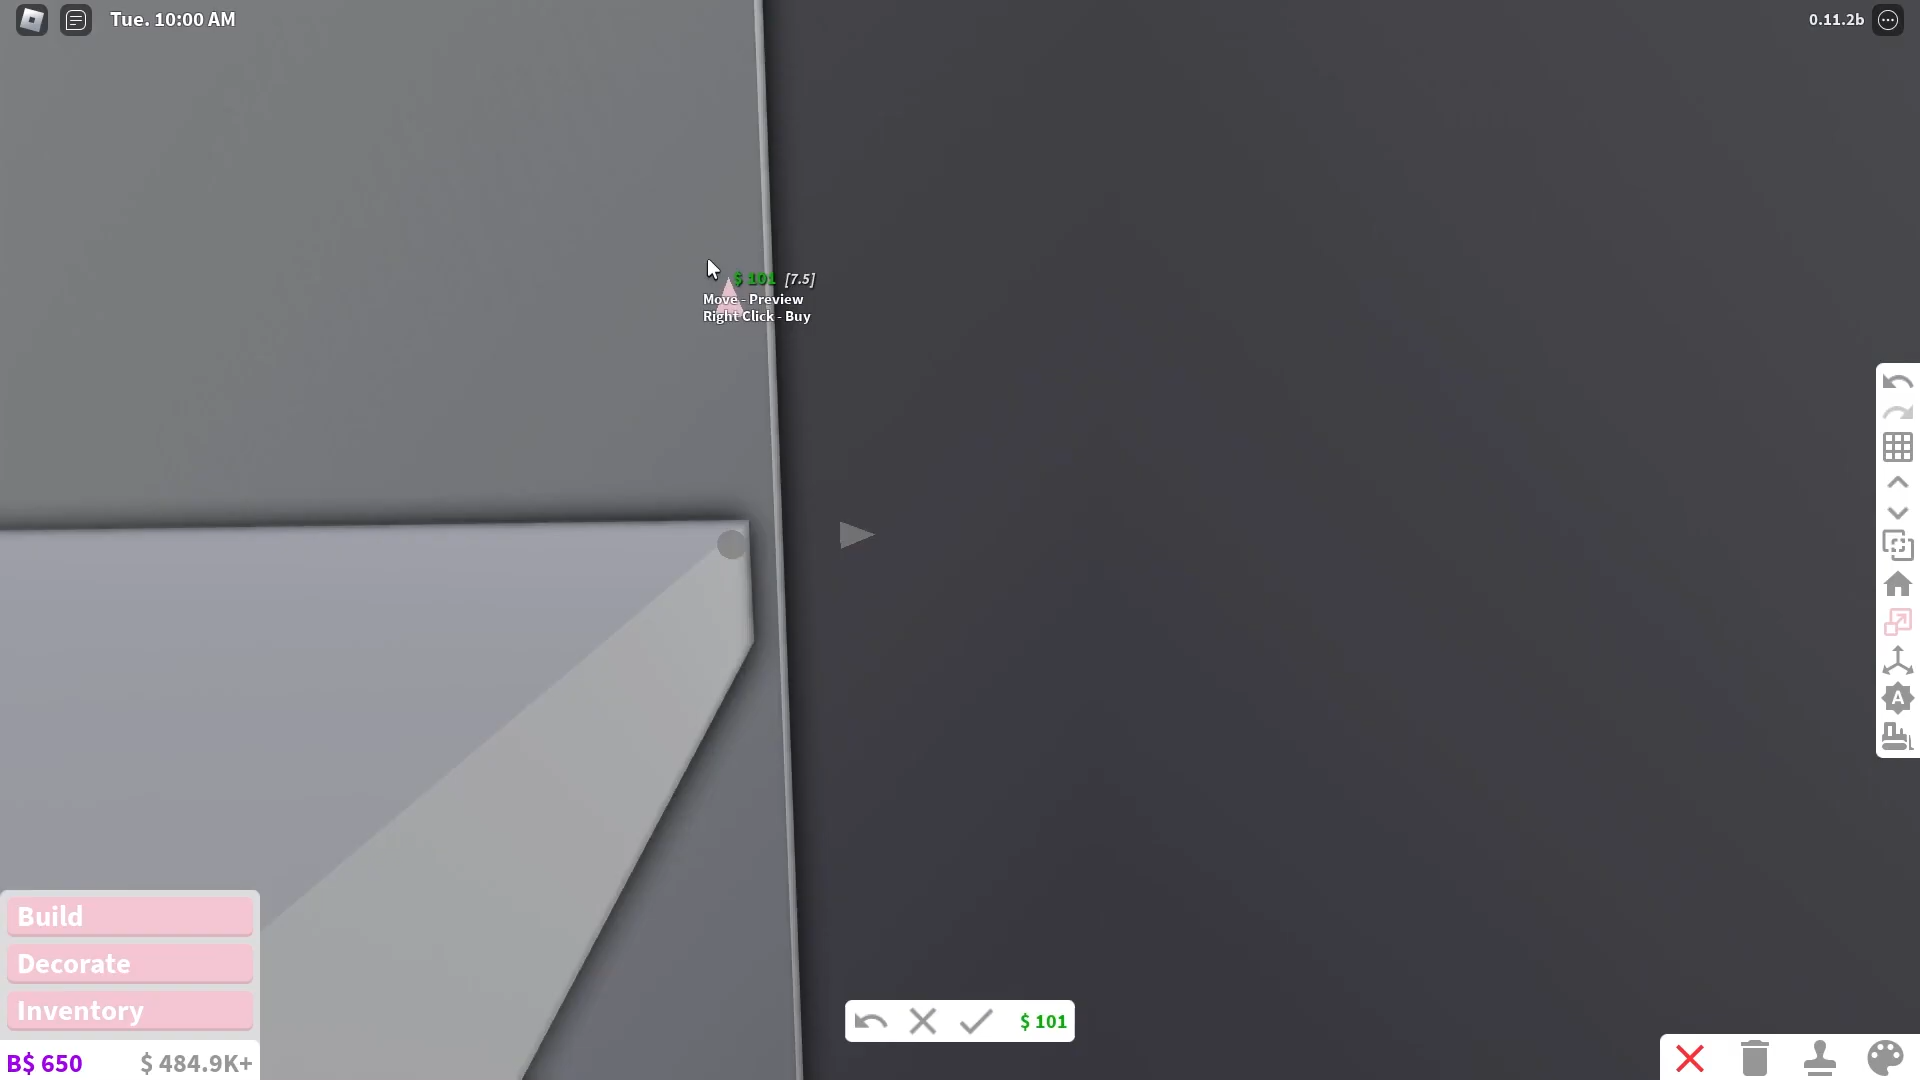 Tue. 10:00 AM
0.11.2b
$ 101 [7.5]
Move - Preview
Right Click - Buy
A
Build
Decorate
Inventory
B$ 650 $ 484.9K+
$ 101